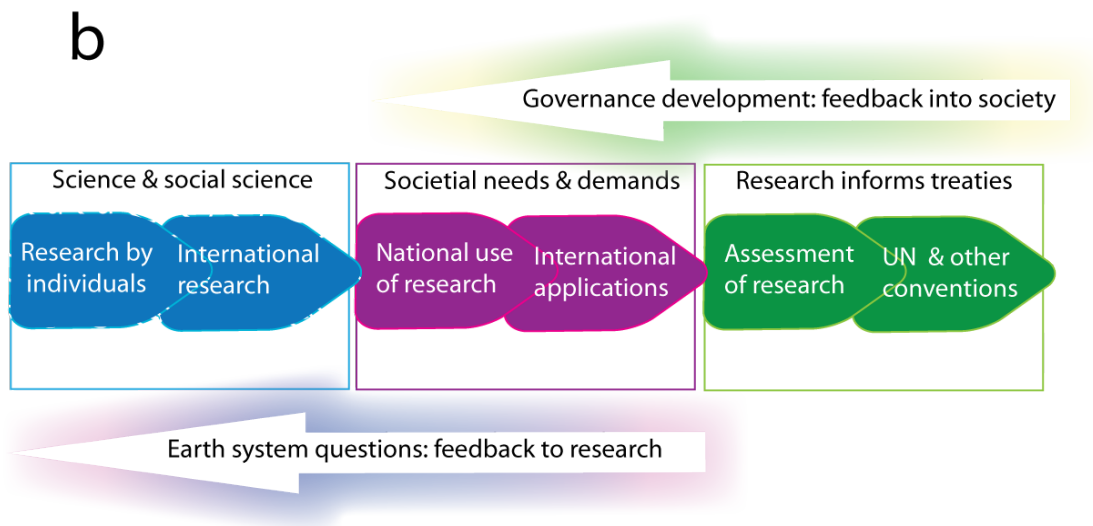 b
Governance development: feedback into society
Science & social science
Societial needs & demands
Research informs treaties
Research by
individuals
International
research
National use
of research
International
applications
Assessment
of research
UN & other
conventions
Earth system questions: feedback to research